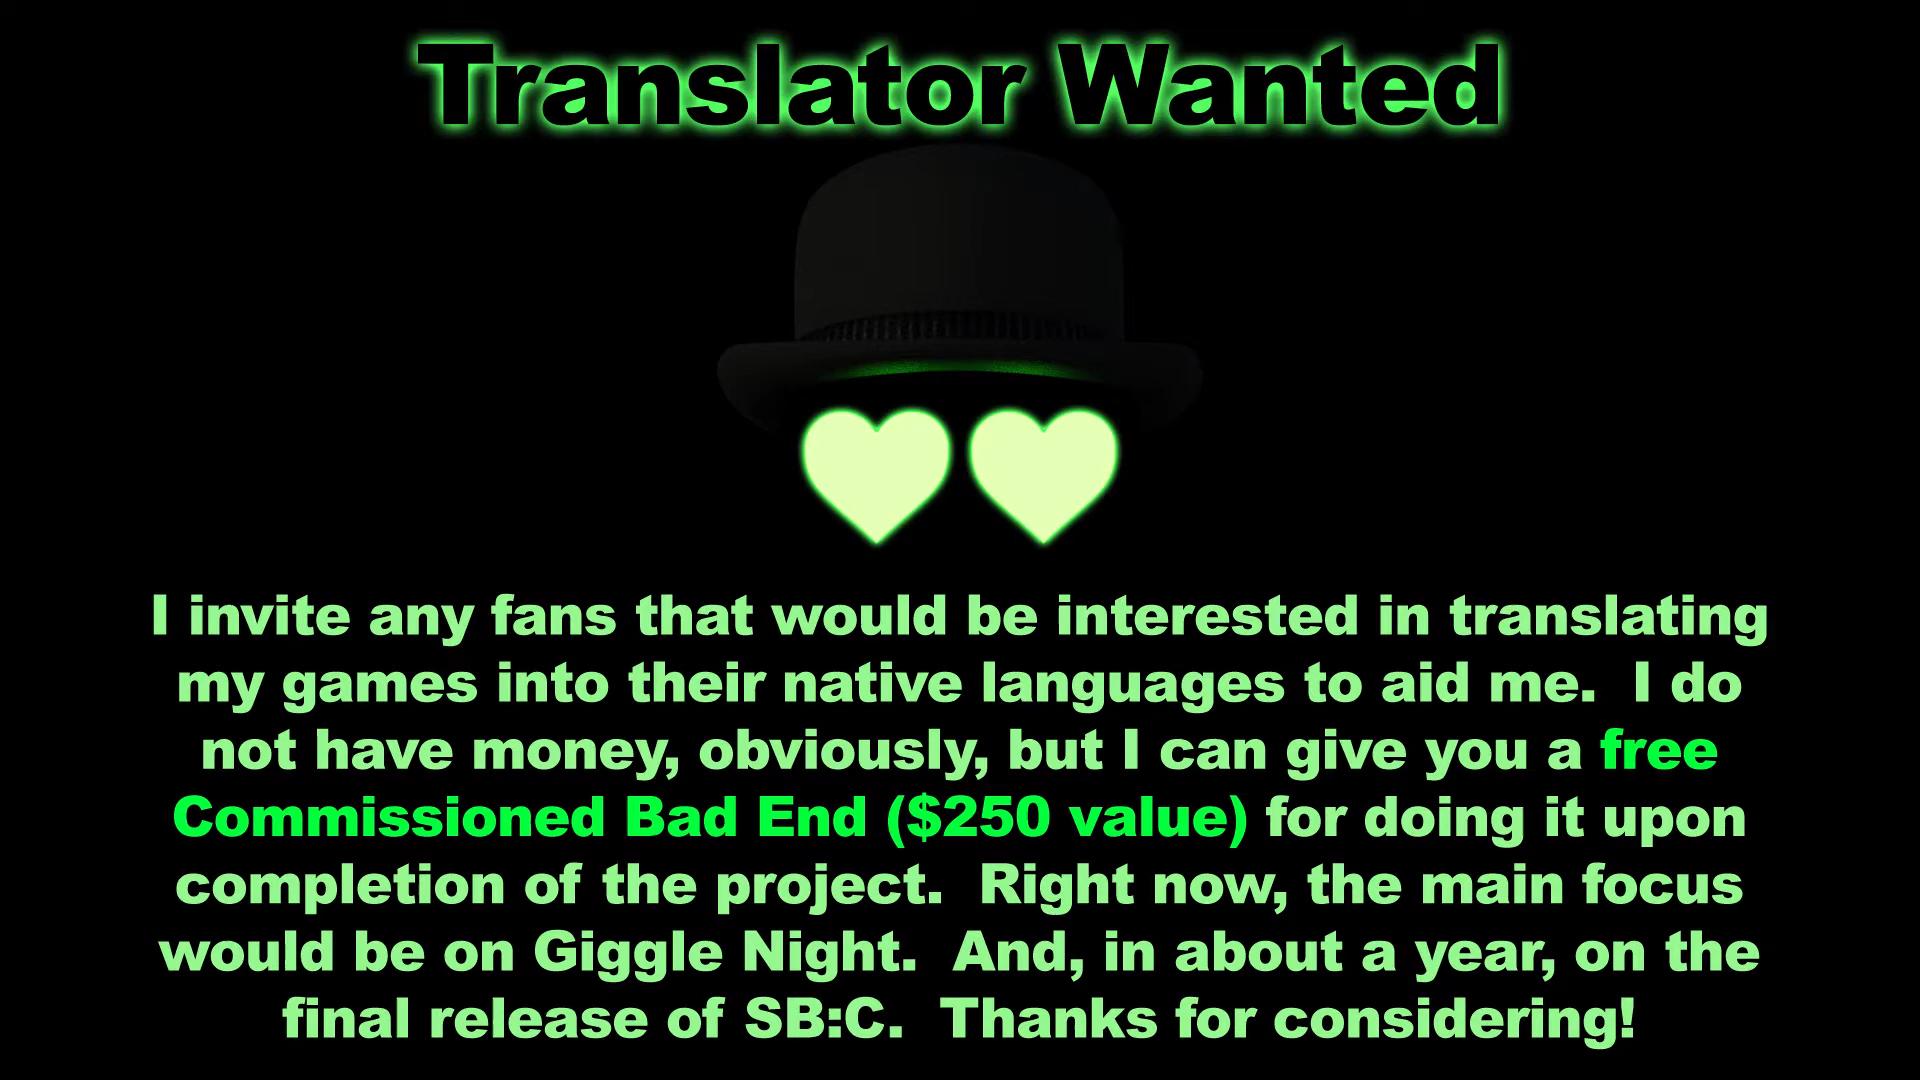 Translator Wanted
I invite any fans that would be interested in translating
my games into their native languages to aid me.  I do
not have money, obviously, but I can give you a free
Commissioned Bad End ($250 value) for doing it upon
completion of the project.  Right now, the main focus
would be on Giggle Night.  And, in about a year, on the
final release of SB:C.  Thanks for considering!